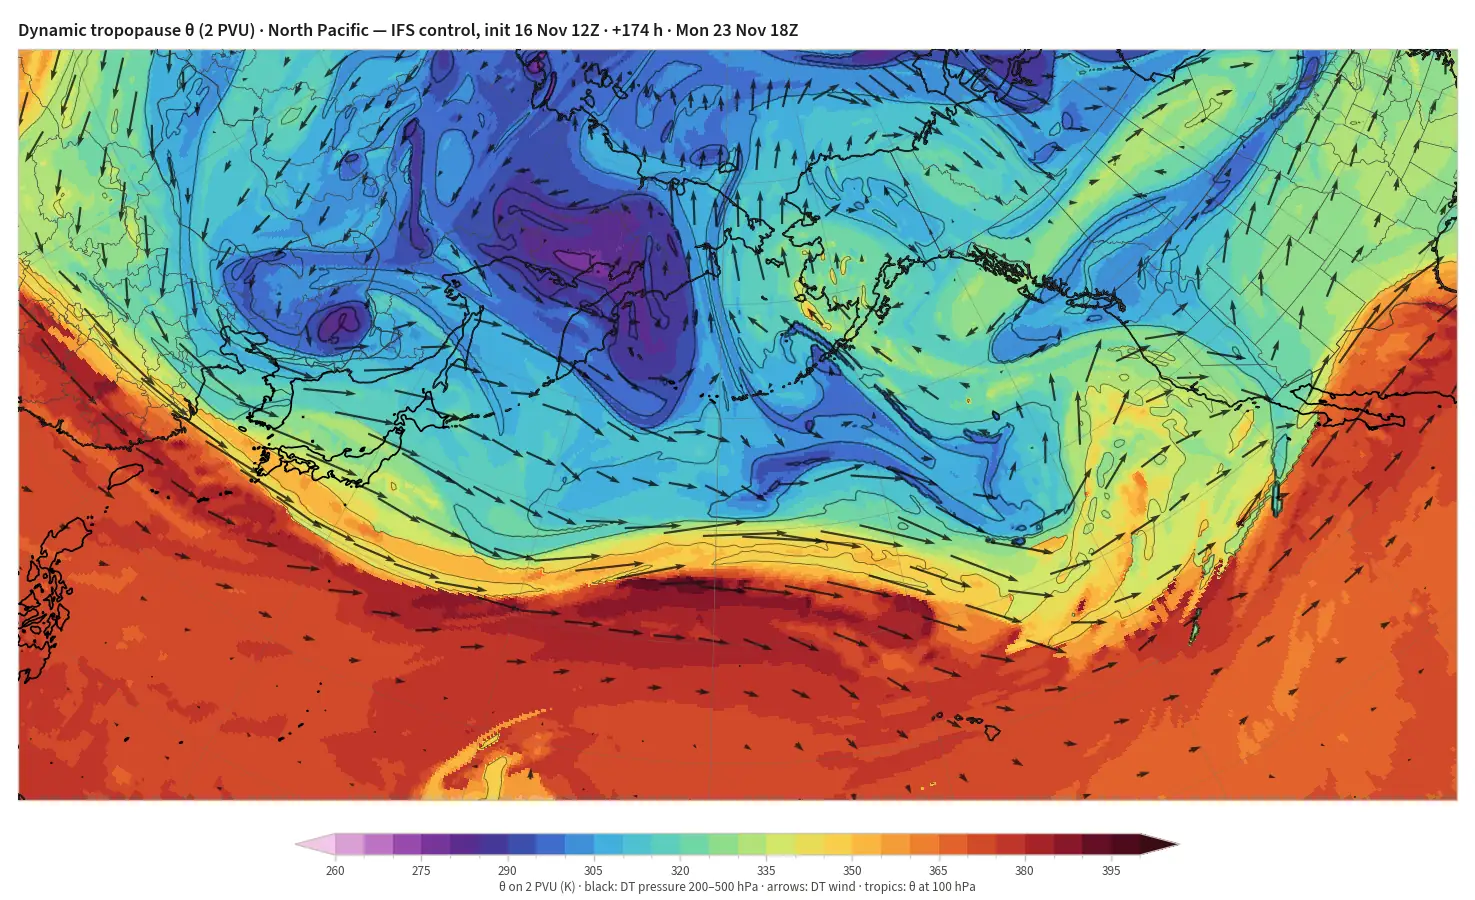 Dynamic tropopause θ (2 PVU) · North Pacific — IFS control, init 16 Nov 12Z · +174 h · Mon 23 Nov 18Z
260 275 290 305 320 335 350 365 380 395
θ on 2 PVU (K) · black: DT pressure 200–500 hPa · arrows: DT wind · tropics: θ at 100 hPa